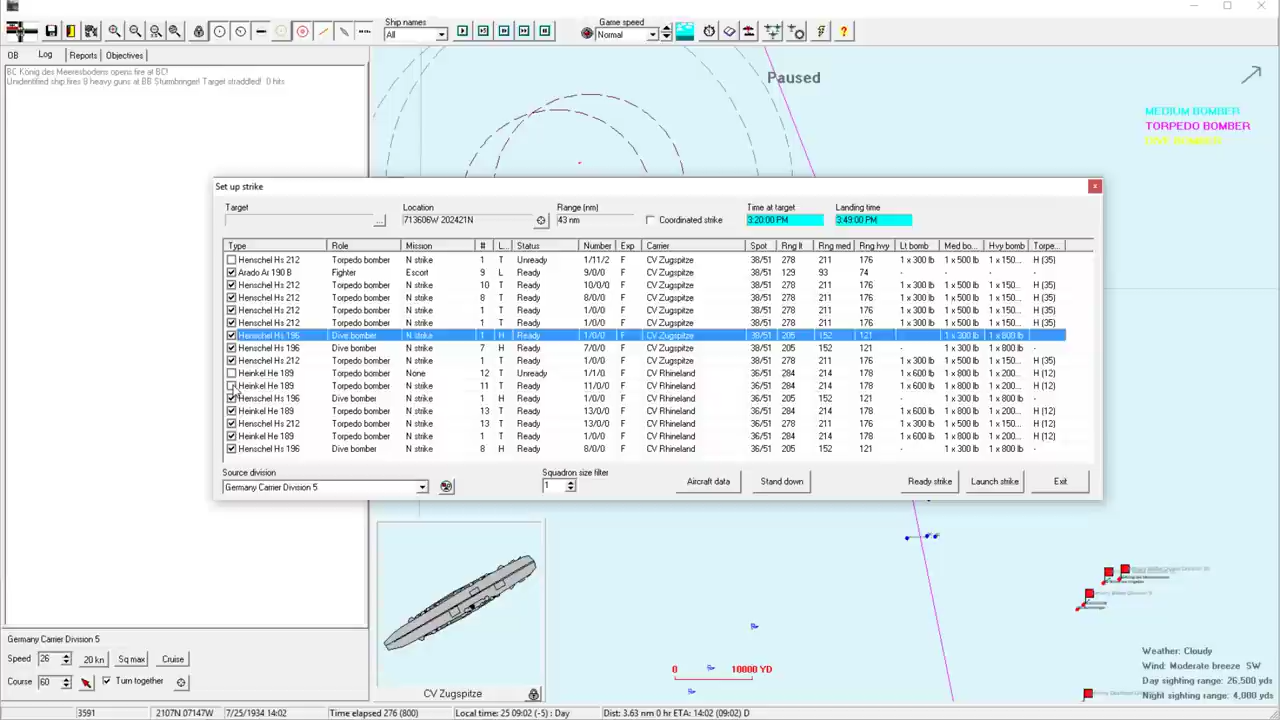 Ship names
All
Game speed
Normal
OB Log Reports Objectives
BC König des Meeresbodens opens fire at BC!
Unidentified ship fires 8 heavy guns at BB Sturmbringer! Target straddled! 0 hits
Paused
MEDIUM BOMBER
TORPEDO BOMBER
DIVE BOMBER
Set up strike
Target Location Range (nm) Coordinated strike Time at target Landing time
713606W 202421N 43 nm 3:20:00 PM 3:49:00 PM
Type Role Mission # L... Status Number Exp Carrier Spot Rng lt Rng med Rng hvy Lt bomb Med bo... Hvy bomb Torpe...
Henschel Hs 212 Torpedo bomber N strike 1 T Unready 1/11/2 F CV Zugspitze 38/51 278 211 176 1 x 300 lb 1 x 500 lb 1 x 150... H (35)
Arado Ar 190 B Fighter Escort 9 L Ready 9/0/0 F CV Zugspitze 38/51 129 93 74 - - - -
Henschel Hs 212 Torpedo bomber N strike 10 T Ready 10/0/0 F CV Zugspitze 38/51 278 211 176 1 x 300 lb 1 x 500 lb 1 x 150... H (35)
Henschel Hs 212 Torpedo bomber N strike 8 T Ready 8/0/0 F CV Zugspitze 38/51 278 211 176 1 x 300 lb 1 x 500 lb 1 x 150... H (35)
Henschel Hs 212 Torpedo bomber N strike 1 T Ready 1/0/0 F CV Zugspitze 38/51 278 211 176 1 x 300 lb 1 x 500 lb 1 x 150... H (35)
Henschel Hs 212 Torpedo bomber N strike 1 T Ready 1/0/0 F CV Zugspitze 38/51 278 211 176 1 x 300 lb 1 x 500 lb 1 x 150... H (35)
Henschel Hs 196 Dive bomber N strike 1 H Ready 1/0/0 F CV Zugspitze 38/51 205 152 121 - 1 x 300 lb 1 x 800 lb -
Henschel Hs 196 Dive bomber N strike 7 H Ready 7/0/0 F CV Zugspitze 38/51 205 152 121 - 1 x 300 lb 1 x 800 lb -
Henschel Hs 212 Torpedo bomber N strike 1 T Ready 1/0/0 F CV Zugspitze 38/51 278 211 176 1 x 300 lb 1 x 500 lb 1 x 150... H (35)
Heinkel He 189 Torpedo bomber None 12 T Unready 1/1/0 F CV Rhineland 36/51 284 214 178 1 x 600 lb 1 x 800 lb 1 x 200... H (12)
Heinkel He 189 Torpedo bomber N strike 11 T Ready 11/0/0 F CV Rhineland 36/51 284 214 178 1 x 600 lb 1 x 800 lb 1 x 200... H (12)
Henschel Hs 196 Dive bomber N strike 1 H Ready 1/0/0 F CV Rhineland 36/51 205 152 121 - 1 x 300 lb 1 x 800 lb -
Heinkel He 189 Torpedo bomber N strike 13 T Ready 13/0/0 F CV Rhineland 36/51 284 214 178 1 x 600 lb 1 x 800 lb 1 x 200... H (12)
Henschel Hs 212 Torpedo bomber N strike 13 T Ready 13/0/0 F CV Rhineland 36/51 278 211 176 1 x 300 lb 1 x 500 lb 1 x 150... H (35)
Heinkel He 189 Torpedo bomber N strike 1 T Ready 1/0/0 F CV Rhineland 36/51 284 214 178 1 x 600 lb 1 x 800 lb 1 x 200... H (12)
Henschel Hs 196 Dive bomber N strike 8 H Ready 8/0/0 F CV Rhineland 36/51 205 152 121 - 1 x 300 lb 1 x 800 lb -
Source division Squadron size filter
Germany Carrier Division 5 1 Aircraft data Stand down Ready strike Launch strike Exit
Germany Carrier Division 5
Speed 26 20 kn Sq max Cruise
Course 60 Turn together
CV Zugspitze
0 10000 YD
Weather: Cloudy
Wind: Moderate breeze SW
Day sighting range: 26,500 yds
Night sighting range: 4,000 yds
3591 2107N 07147W 7/25/1934 14:02 Time elapsed 276 (800) Local time: 25 09:02 (-5) : Day Dist: 3.63 nm 0 hr ETA: 14:02 (09:02) D